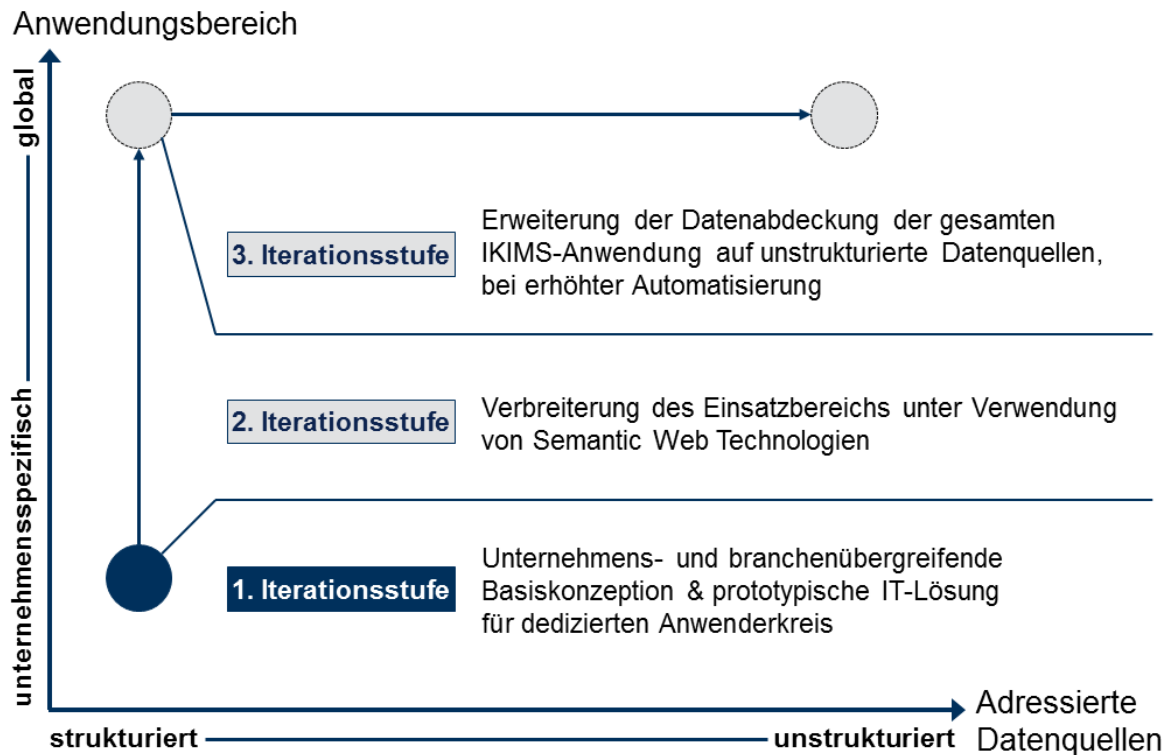 Anwendungsbereich
global
unternehmensspezifisch
3. Iterationsstufe
Erweiterung der Datenabdeckung der gesamten
IKIMS-Anwendung auf unstrukturierte Datenquellen,
bei erhöhter Automatisierung
2. Iterationsstufe
Verbreiterung des Einsatzbereichs unter Verwendung
von Semantic Web Technologien
1. Iterationsstufe
Unternehmens- und branchenübergreifende
Basiskonzeption & prototypische IT-Lösung
für dedizierten Anwenderkreis
strukturiert
unstrukturiert
Adressierte
Datenquellen